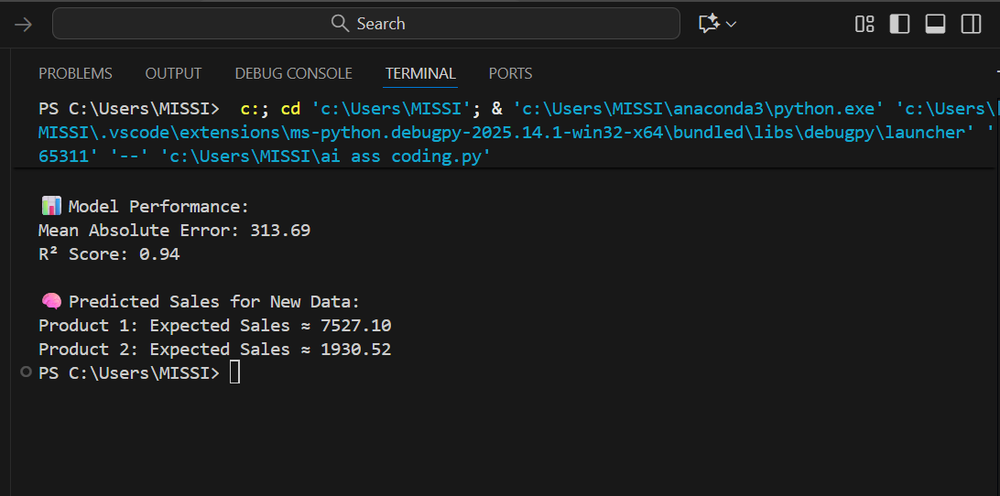 Search
PROBLEMS OUTPUT DEBUG CONSOLE TERMINAL PORTS
PS C:\Users\MISSI>  c:; cd 'c:\Users\MISSI'; & 'c:\Users\MISSI\anaconda3\python.exe' 'c:\Users\
MISSI\.vscode\extensions\ms-python.debugpy-2025.14.1-win32-x64\bundled\libs\debugpy\launcher' '
65311' '--' 'c:\Users\MISSI\ai ass coding.py'
📊 Model Performance:
Mean Absolute Error: 313.69
R² Score: 0.94
🧠 Predicted Sales for New Data:
Product 1: Expected Sales ≈ 7527.10
Product 2: Expected Sales ≈ 1930.52
PS C:\Users\MISSI>